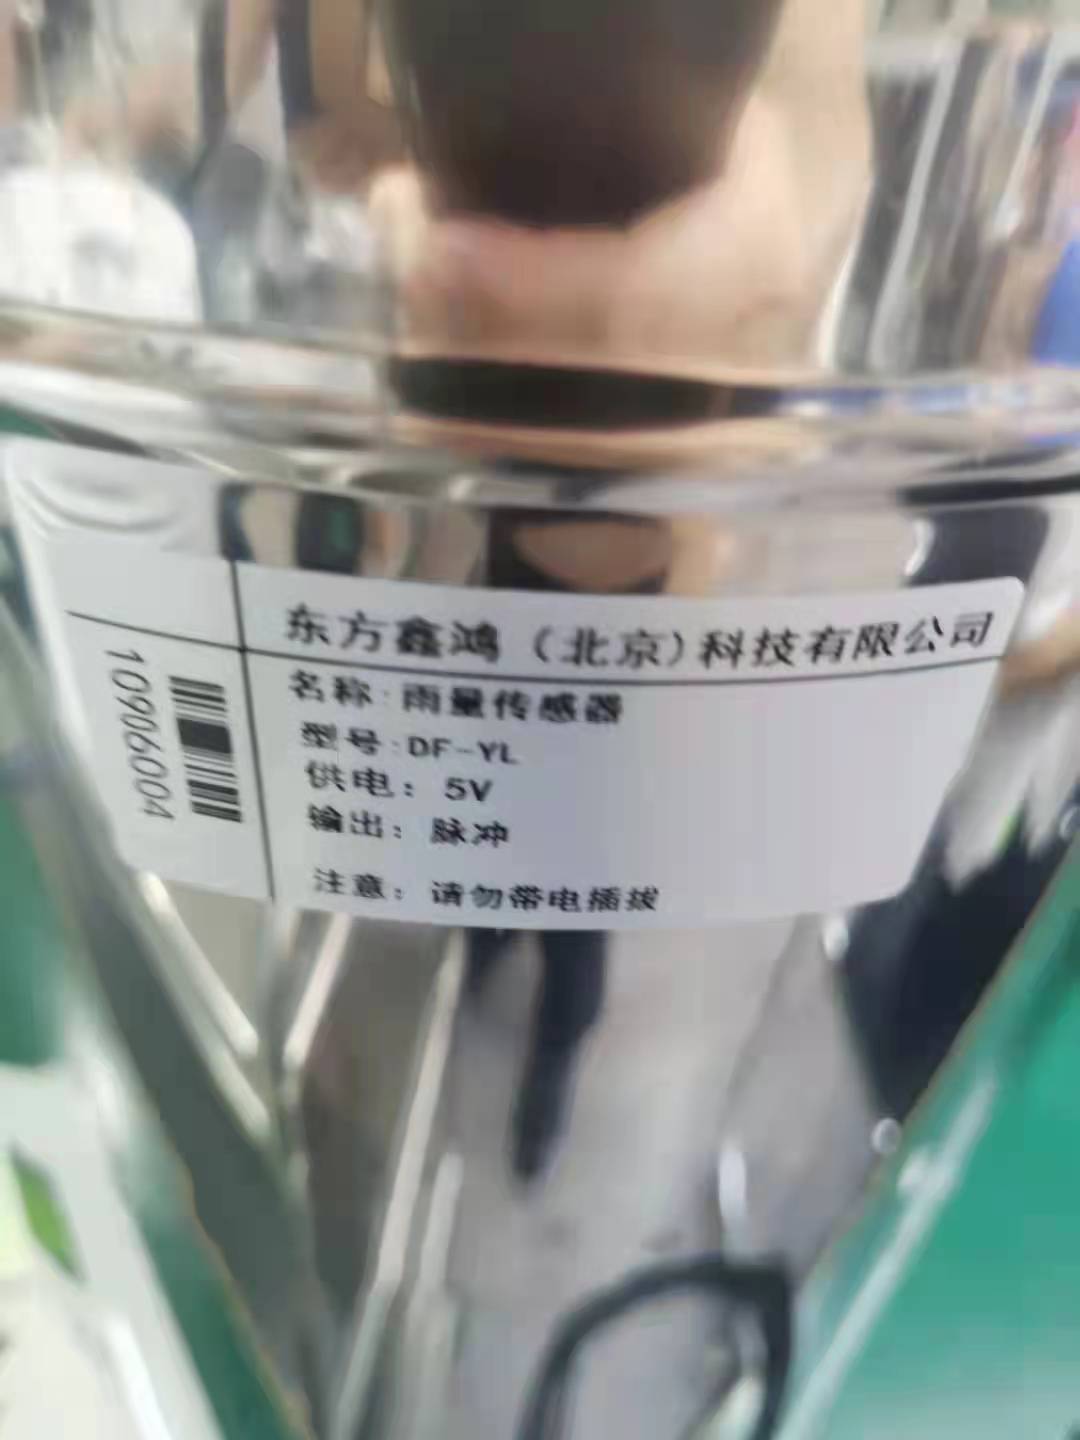 东方鑫鸿（北京）科技有限公司
名称：雨量传感器
型号：DF-YL
供电：5V
输出：脉冲
注意：请勿带电插拔
10906004